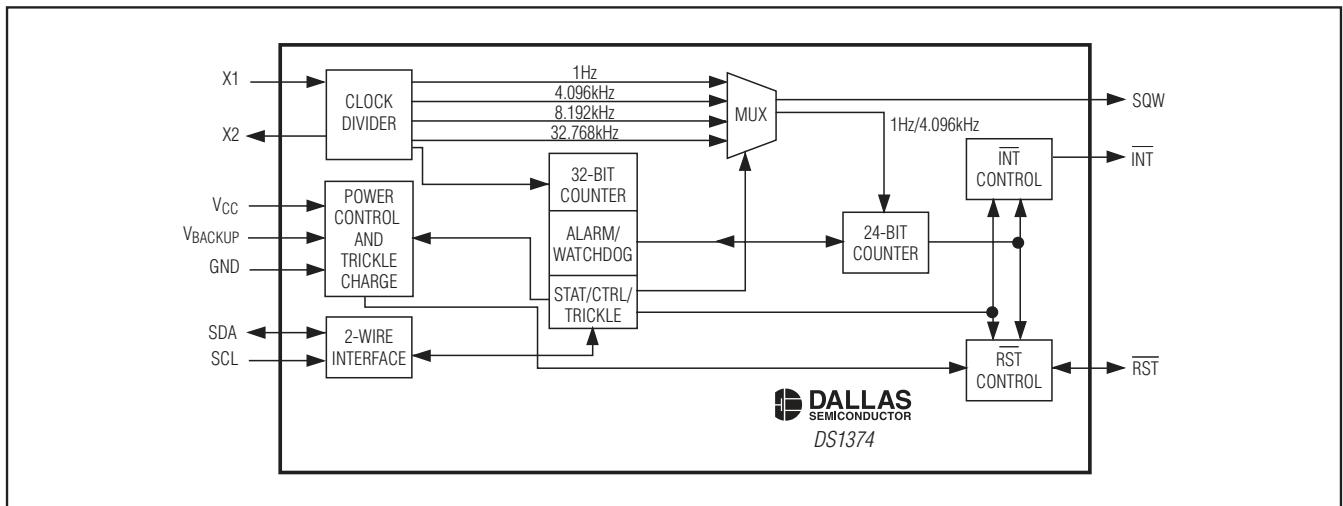 X1
X2
VCC
VBACKUP
GND
SDA
SCL
CLOCK
DIVIDER
1Hz
4.096kHz
8.192kHz
32.768kHz
MUX
SQW
1Hz/4.096kHz
INT
CONTROL
INT
POWER
CONTROL
AND
TRICKLE
CHARGE
32-BIT
COUNTER
ALARM/
WATCHDOG
STAT/CTRL/
TRICKLE
24-BIT
COUNTER
2-WIRE
INTERFACE
RST
CONTROL
RST
DALLAS
SEMICONDUCTOR
DS1374